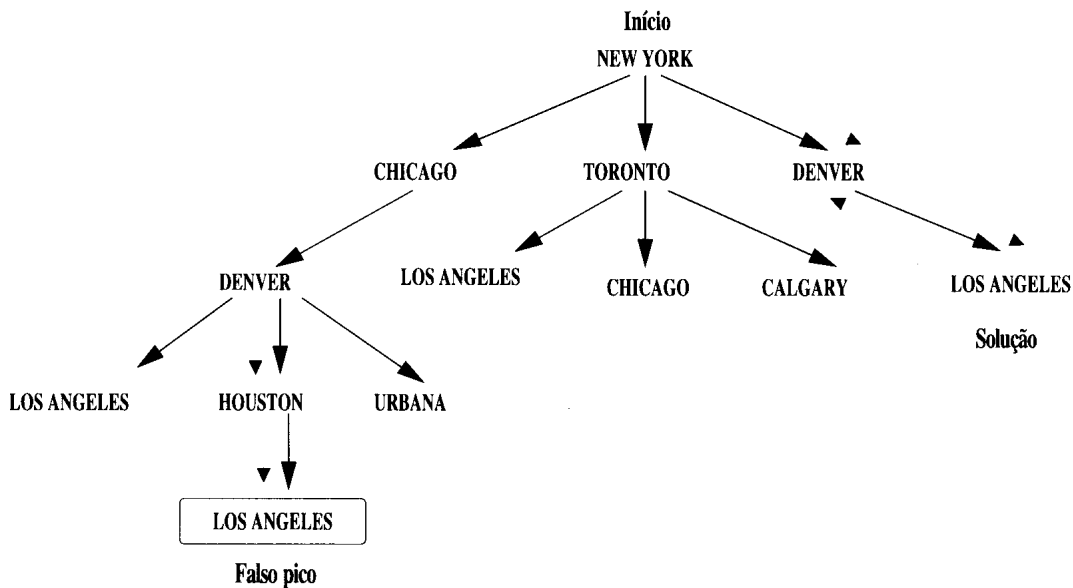 Início
NEW YORK
CHICAGO
TORONTO
DENVER
DENVER
LOS ANGELES
CHICAGO
CALGARY
LOS ANGELES
Solução
LOS ANGELES
HOUSTON
URBANA
LOS ANGELES
Falso pico